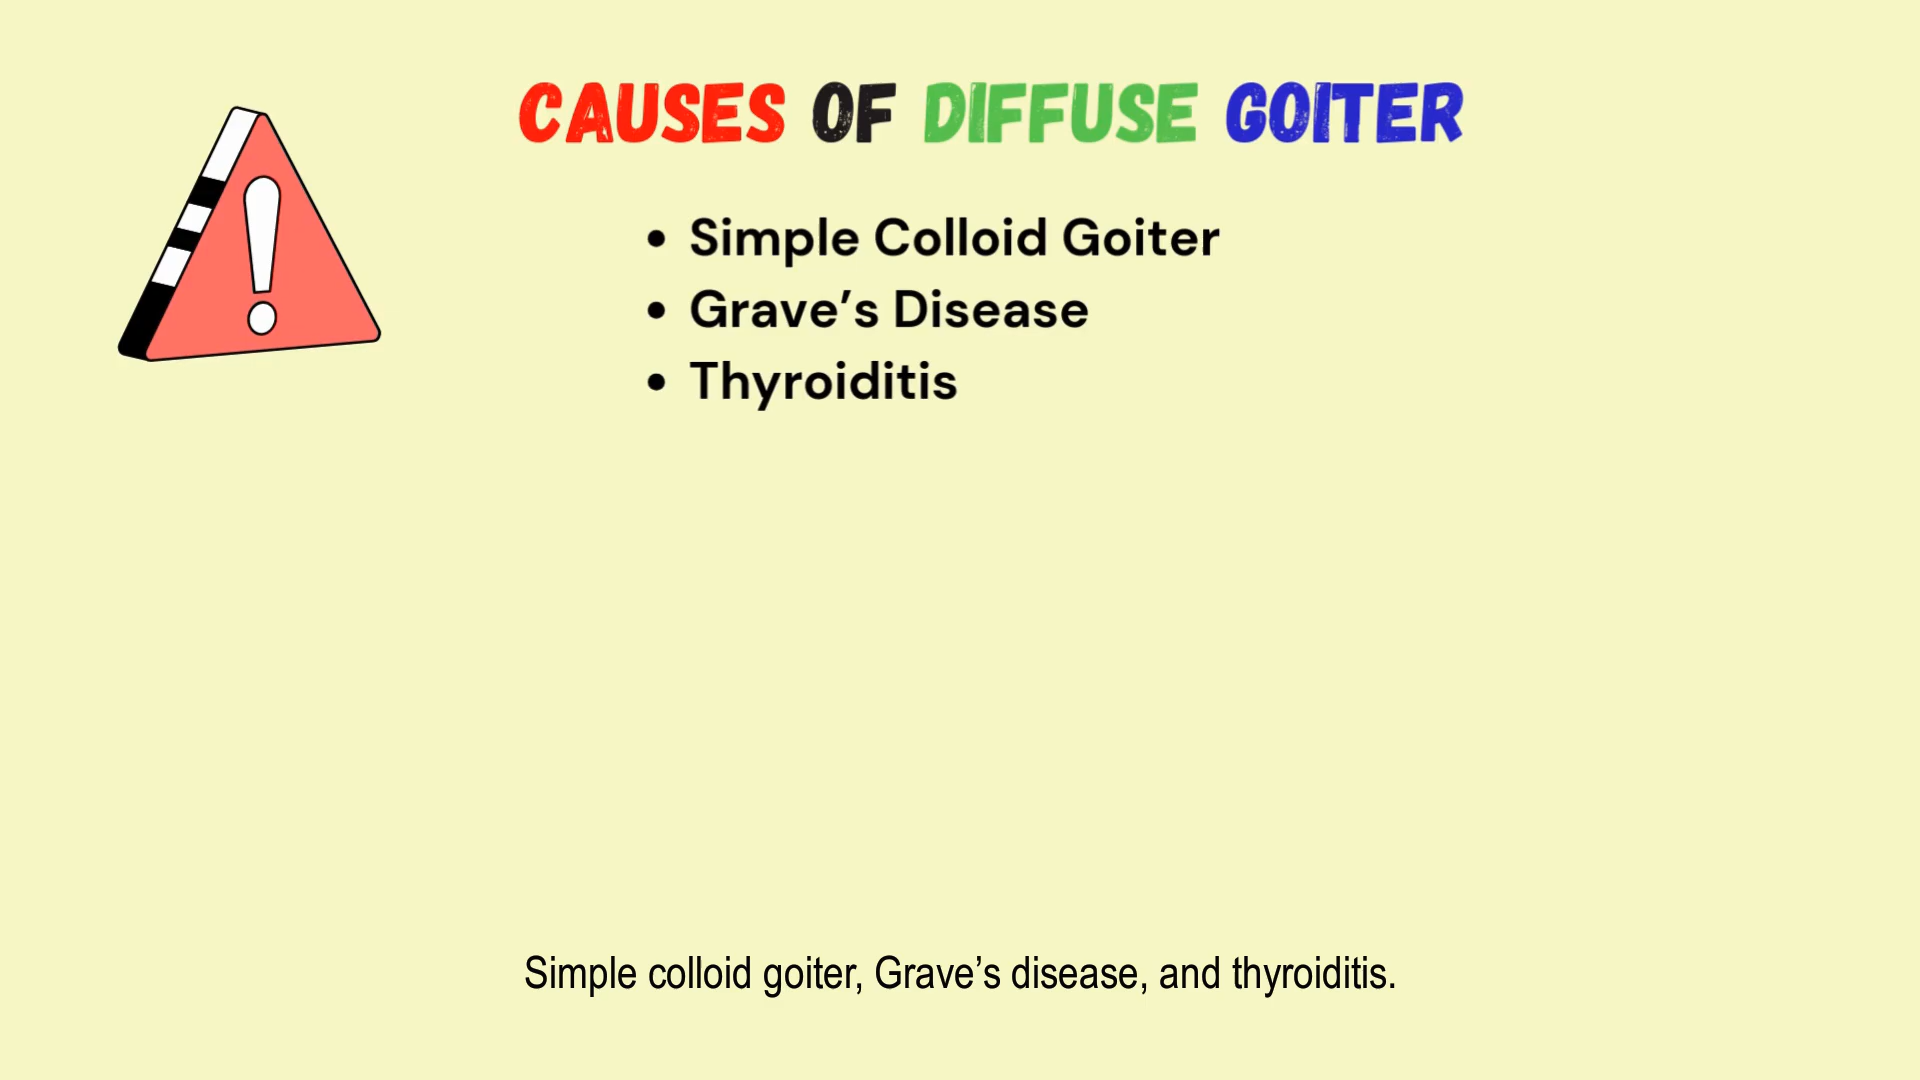 CAUSES OF DIFFUSE GOITER
• Simple Colloid Goiter
• Grave’s Disease
• Thyroiditis
Simple colloid goiter, Grave’s disease, and thyroiditis.